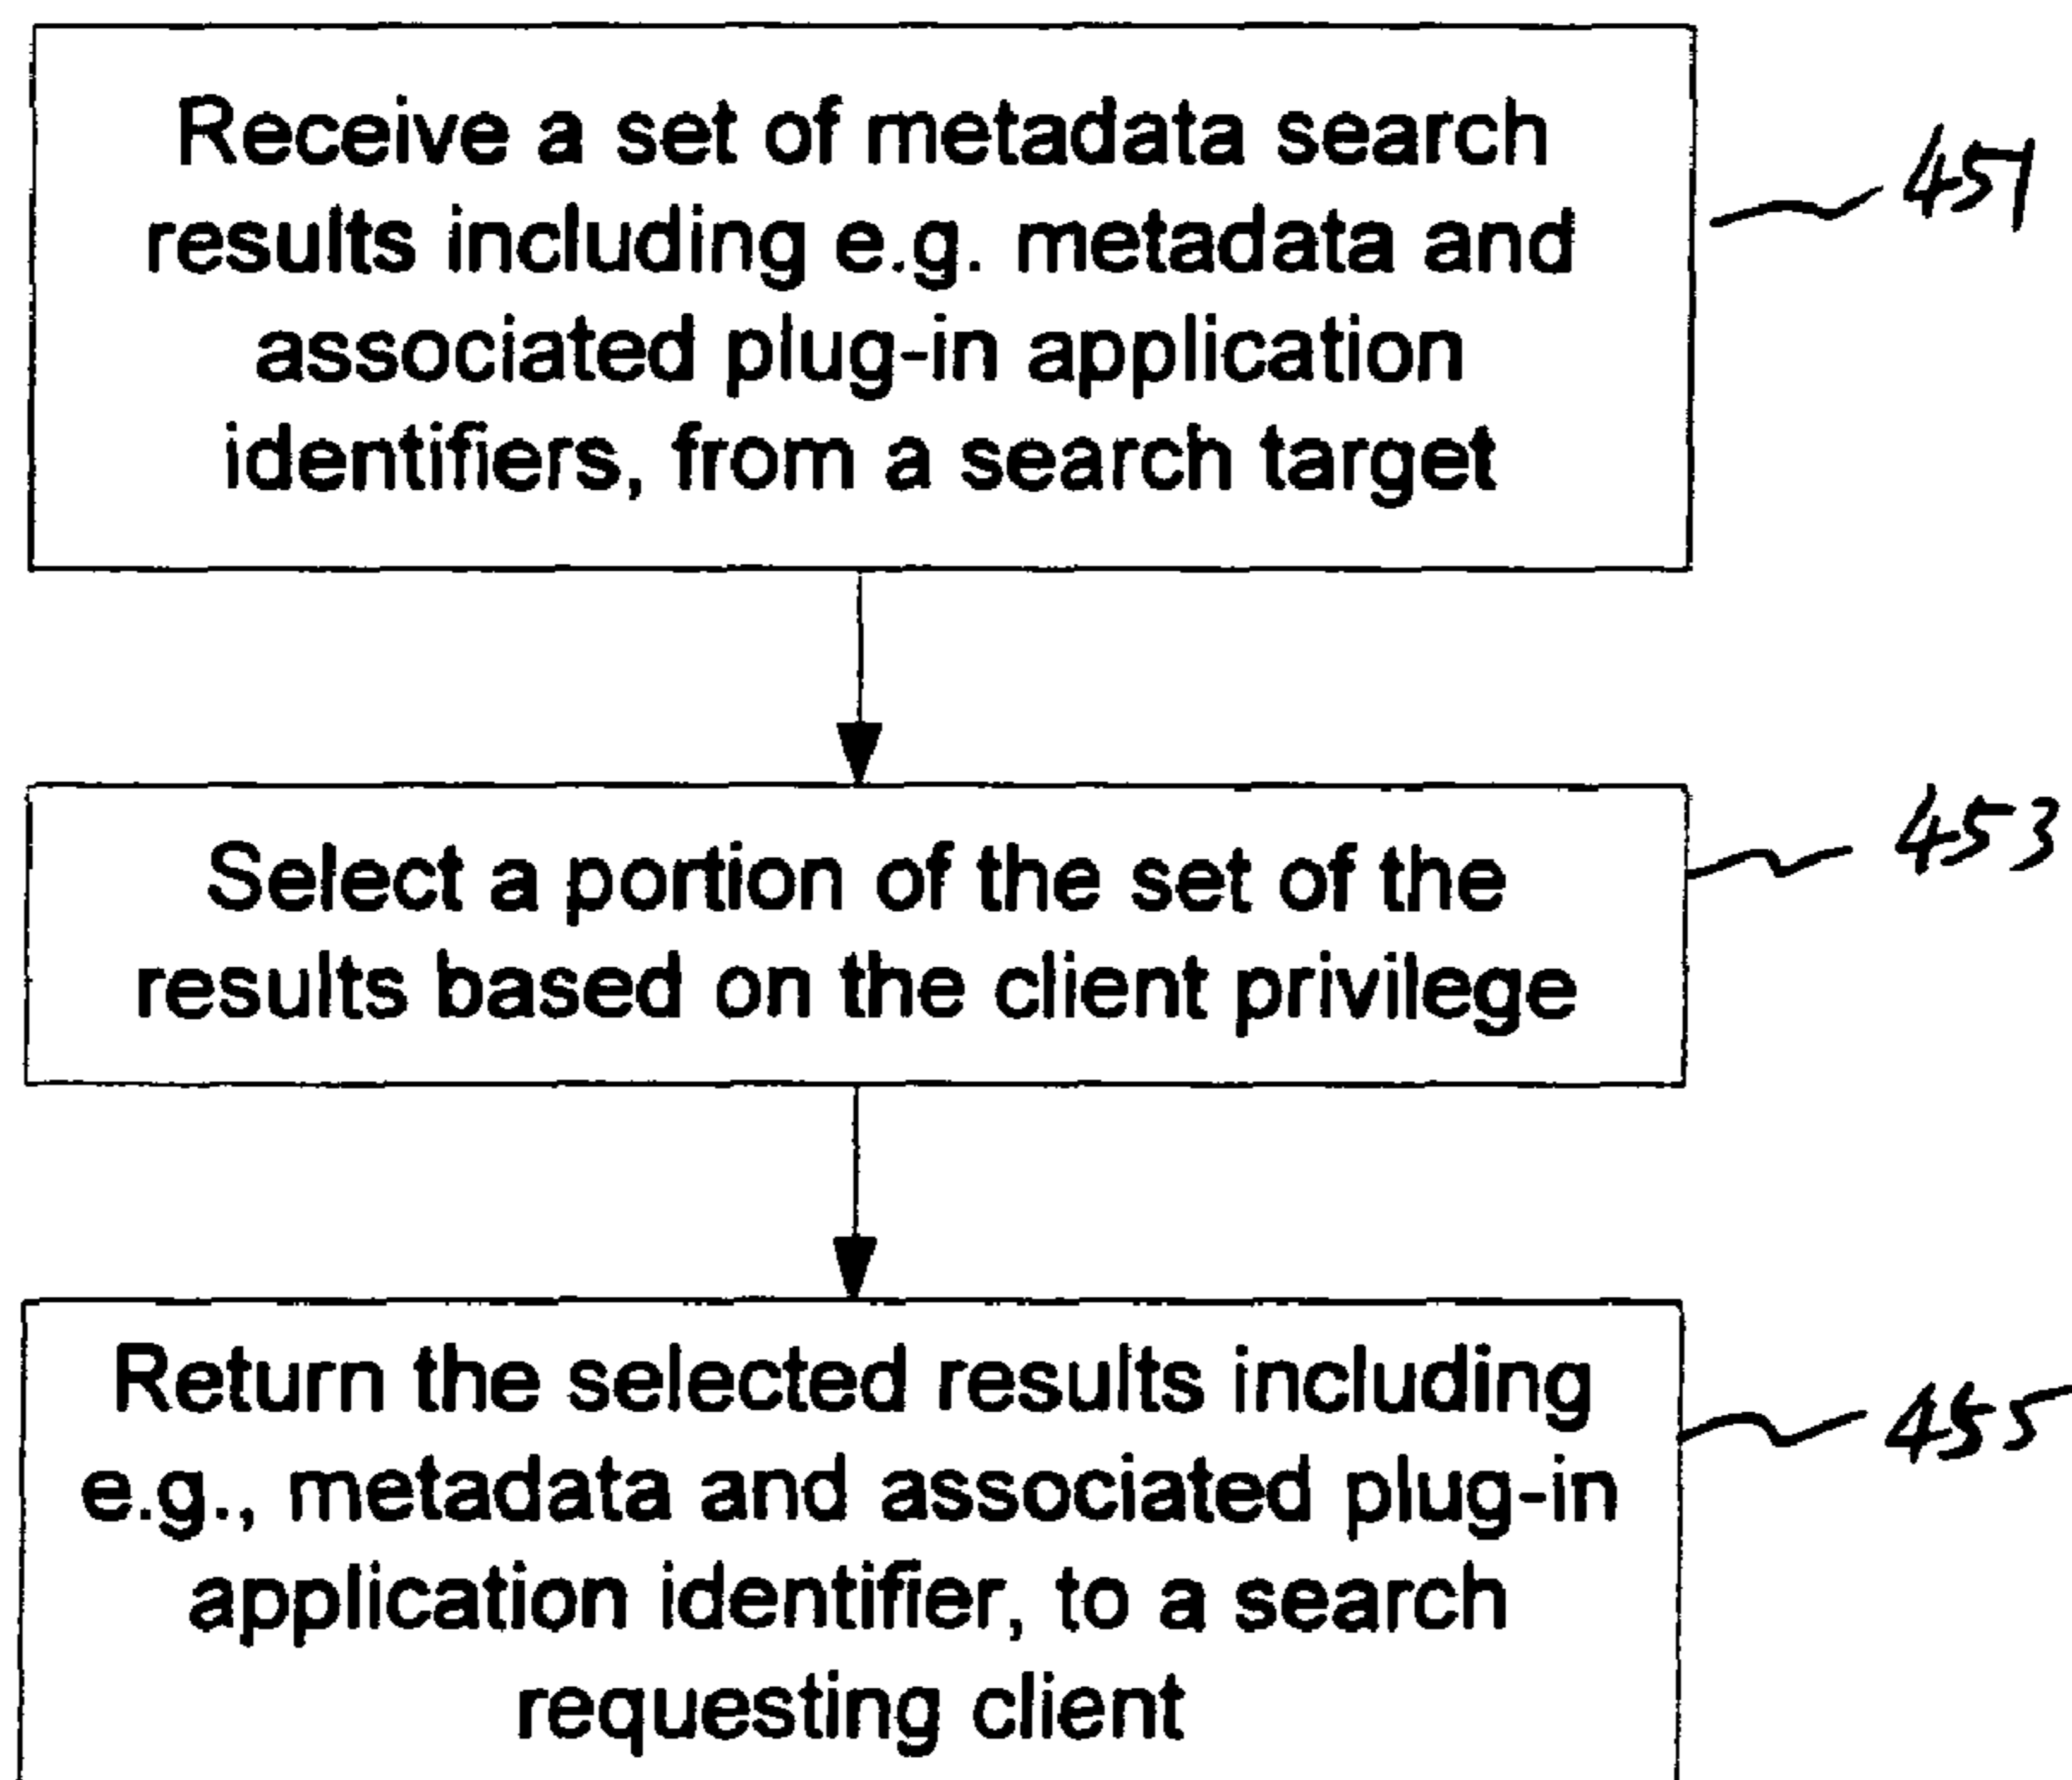 Receive a set of metadata search
results including e.g. metadata and
associated plug-in application
identifiers, from a search target
451
Select a portion of the set of the
results based on the client privilege
453
Return the selected results including
e.g., metadata and associated plug-in
application identifier, to a search
requesting client
455